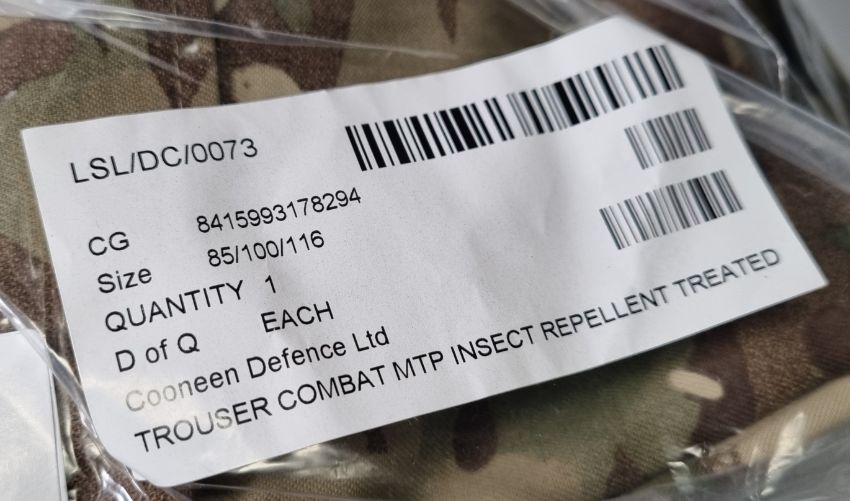 LSL/DC/0073
CG 8415993178294
Size 85/100/116
QUANTITY 1
D of Q EACH
Cooneen Defence Ltd
TROUSER COMBAT MTP INSECT REPELLENT TREATED